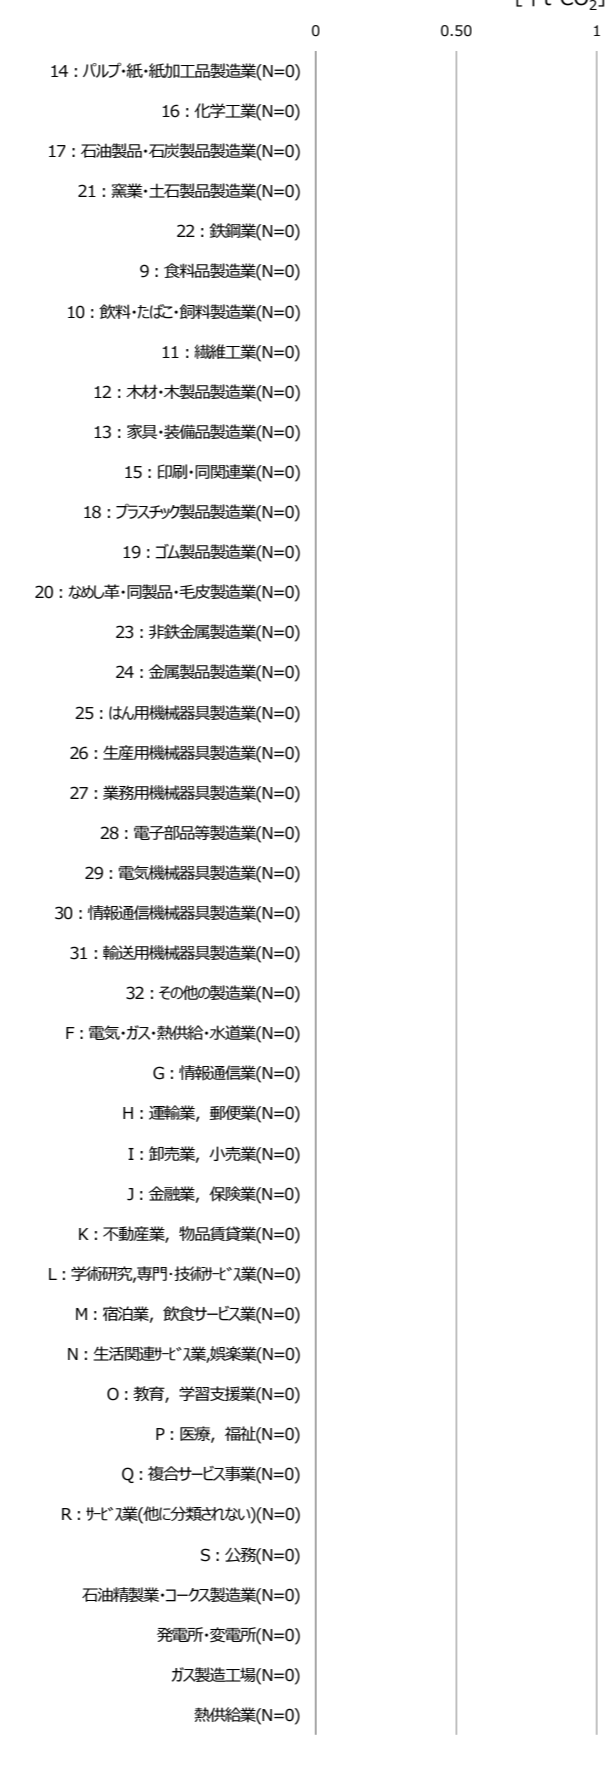 [千t-CO2]
0 0.50 1
14：パルプ・紙・紙加工品製造業(N=0)
16：化学工業(N=0)
17：石油製品・石炭製品製造業(N=0)
21：窯業・土石製品製造業(N=0)
22：鉄鋼業(N=0)
9：食料品製造業(N=0)
10：飲料・たばこ・飼料製造業(N=0)
11：繊維工業(N=0)
12：木材・木製品製造業(N=0)
13：家具・装備品製造業(N=0)
15：印刷・同関連業(N=0)
18：プラスチック製品製造業(N=0)
19：ゴム製品製造業(N=0)
20：なめし革・同製品・毛皮製造業(N=0)
23：非鉄金属製造業(N=0)
24：金属製品製造業(N=0)
25：はん用機械器具製造業(N=0)
26：生産用機械器具製造業(N=0)
27：業務用機械器具製造業(N=0)
28：電子部品等製造業(N=0)
29：電気機械器具製造業(N=0)
30：情報通信機械器具製造業(N=0)
31：輸送用機械器具製造業(N=0)
32：その他の製造業(N=0)
F：電気・ガス・熱供給・水道業(N=0)
G：情報通信業(N=0)
H：運輸業，郵便業(N=0)
I：卸売業，小売業(N=0)
J：金融業，保険業(N=0)
K：不動産業，物品賃貸業(N=0)
L：学術研究,専門・技術ｻｰﾋﾞｽ業(N=0)
M：宿泊業，飲食サービス業(N=0)
N：生活関連ｻｰﾋﾞｽ業,娯楽業(N=0)
O：教育，学習支援業(N=0)
P：医療，福祉(N=0)
Q：複合サービス事業(N=0)
R：ｻｰﾋﾞｽ業(他に分類されない)(N=0)
S：公務(N=0)
石油精製業・コークス製造業(N=0)
発電所・変電所(N=0)
ガス製造工場(N=0)
熱供給業(N=0)